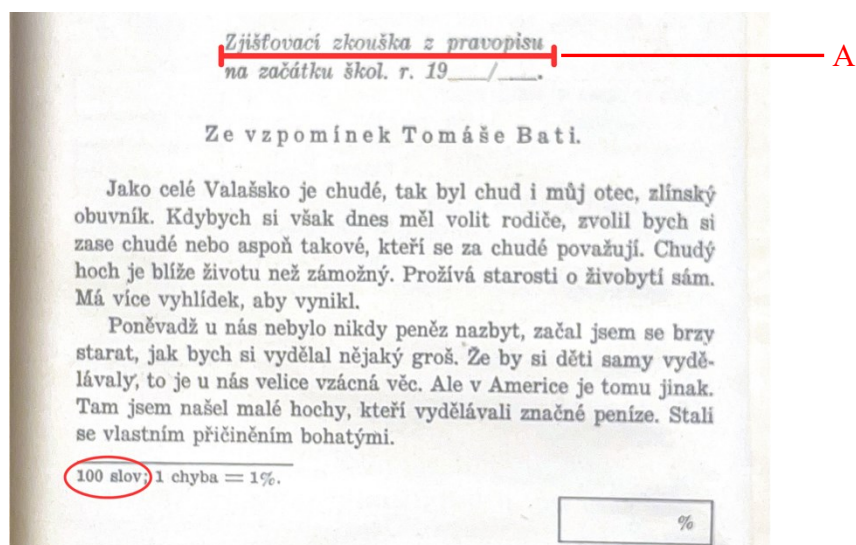 Zjišťovací zkouška z pravopisu
A
na začátku škol. r. 19___/___.
Ze vzpomínek Tomáše Bati.
Jako celé Valašsko je chudé, tak byl chud i můj otec, zlínský
obuvník. Kdybych si však dnes měl volit rodiče, zvolil bych si
zase chudé nebo aspoň takové, kteří se za chudé považují. Chudý
hoch je blíže životu než zámožný. Prožívá starosti o živobytí sám.
Má více vyhlídek, aby vynikl.
Poněvadž u nás nebylo nikdy peněz nazbyt, začal jsem se brzy
starat, jak bych si vydělal nějaký groš. Že by si děti samy vydě-
lávaly, to je u nás velice vzácná věc. Ale v Americe je tomu jinak.
Tam jsem našel malé hochy, kteří vydělávali značné peníze. Stali
se vlastním přičiněním bohatými.
100 slov; 1 chyba = 1%.
%